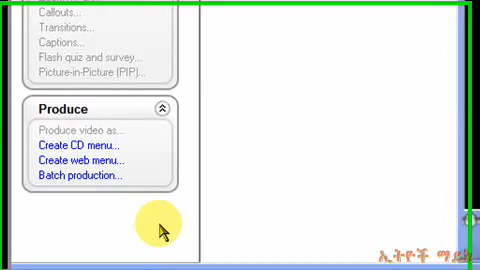 Callouts...
Transitions...
Captions...
Flash quiz and survey...
Picture-in-Picture (PIP)...
Produce
Produce video as...
Create CD menu...
Create web menu...
Batch production...
ኢትዮች ማይክ